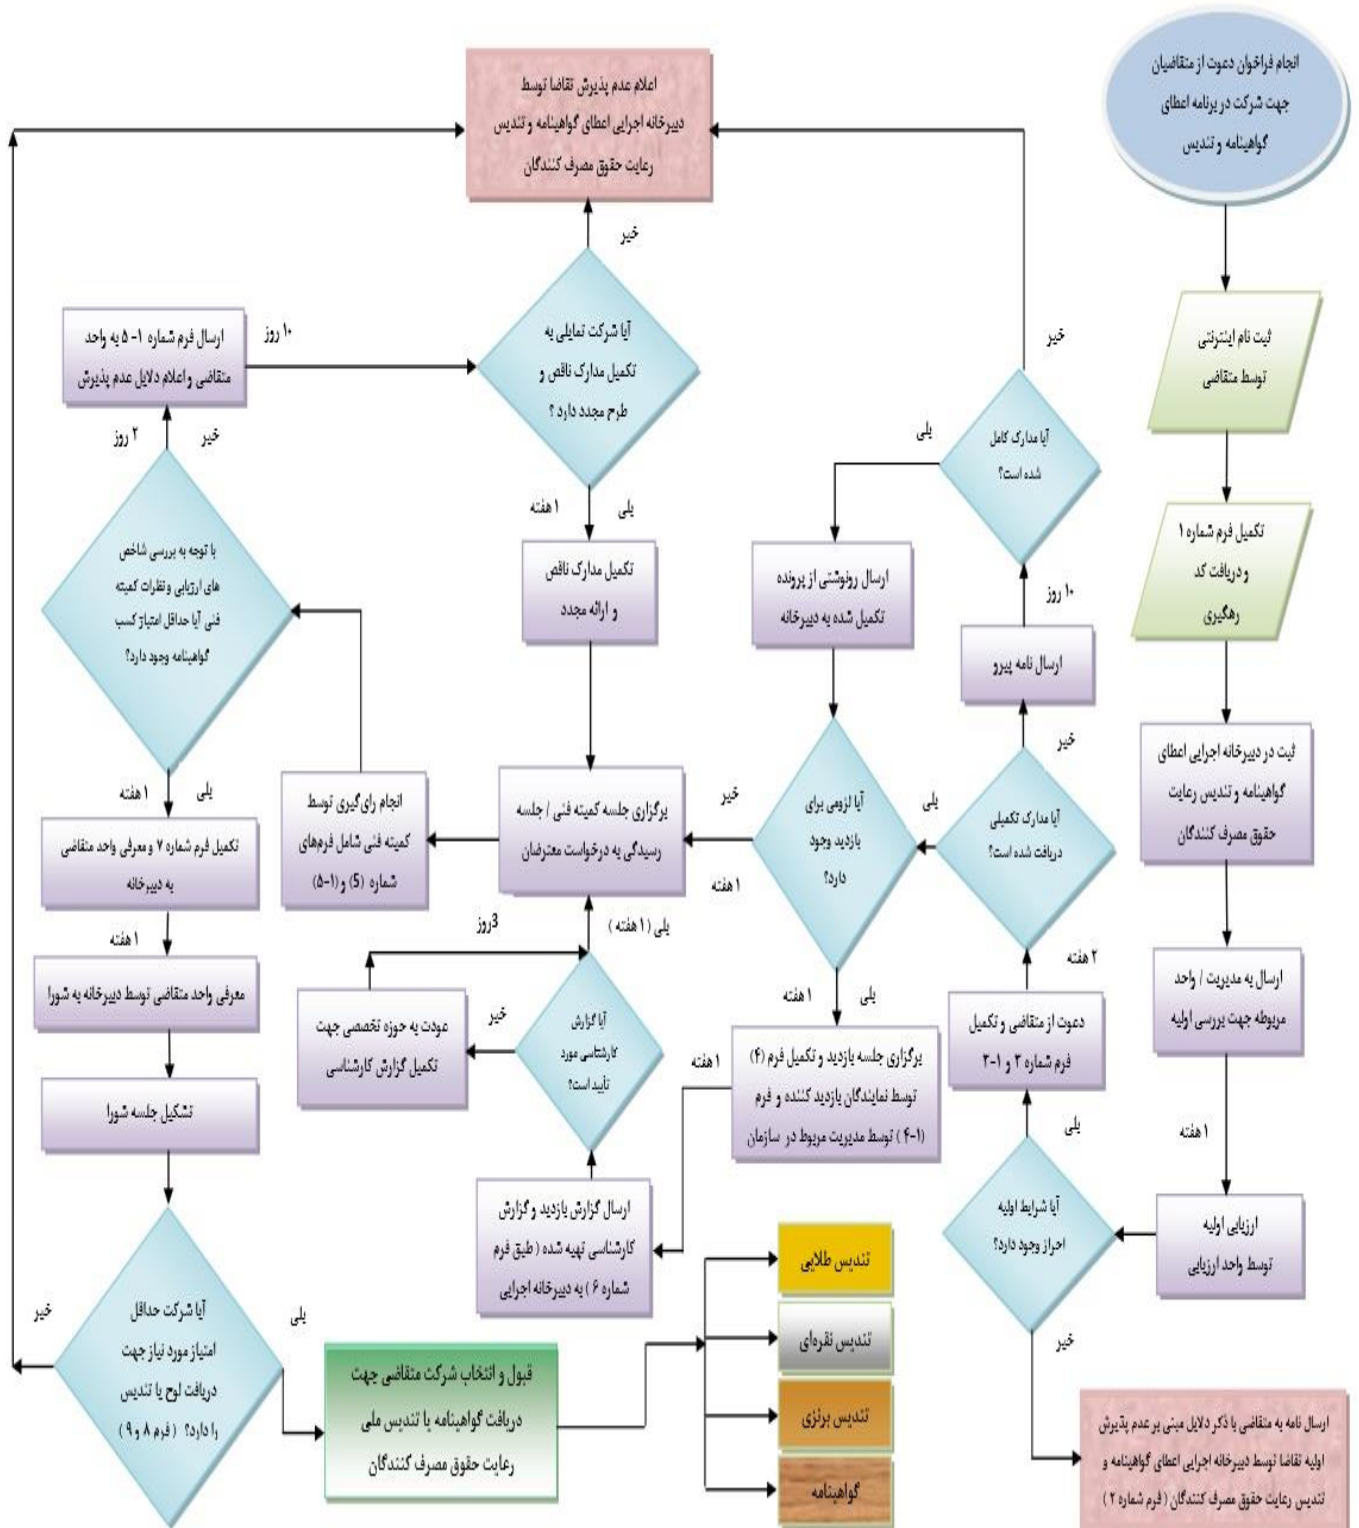 انجام فراخوان دعوت از متقاضیان
جهت شرکت در برنامه اعطای
گواهینامه و تندیس
ثبت نام اینترنتی
توسط متقاضی
تکمیل فرم شماره ۱
و دریافت کد
رهگیری
ثبت در دبیرخانه اجرایی اعطای
گواهینامه و تندیس رعایت
حقوق مصرف کنندگان
ارسال به مدیریت / واحد
مربوطه جهت بررسی اولیه
۱ هفته
ارزیابی اولیه
توسط واحد ارزیابی
آیا شرایط اولیه
احراز وجود دارد؟
خیر
ارسال نامه به متقاضی با ذکر دلایل مبنی بر عدم پذیرش
اولیه تقاضا توسط دبیرخانه اجرایی اعطای گواهینامه و
تندیس رعایت حقوق مصرف کنندگان ( فرم شماره ۲ )
بلی
دعوت از متقاضی و تکمیل
فرم شماره ۳ و ۱-۳
۲ هفته
آیا مدارک تکمیلی
دریافت شده است؟
خیر
ارسال نامه پیرو
۱۰ روز
آیا مدارک کامل
شده است؟
خیر
بلی
ارسال رونوشتی از پرونده
تکمیل شده به دبیرخانه
بلی
آیا لزومی برای
بازدید وجود
دارد؟
خیر
۱ هفته
بلی
۱ هفته
برگزاری جلسه بازدید و تکمیل فرم (۴)
توسط نمایندگان بازدید کننده و فرم
(۱-۴ ) توسط مدیریت مربوط در سازمان
۱ هفته
ارسال گزارش بازدید و گزارش
کارشناسی تهیه شده ( طبق فرم
شماره ۶ ) به دبیرخانه اجرایی
آیا گزارش
کارشناسی مورد
تأیید است؟
خیر
عودت به حوزه تخصصی جهت
تکمیل گزارش کارشناسی
3روز
بلی ( ۱ هفته )
برگزاری جلسه کمیته فنی / جلسه
رسیدگی به درخواست معترضان
انجام رای گیری توسط
کمیته فنی شامل فرم‌های
شماره (5) و (۱-۵)
با توجه به بررسی شاخص
های ارزیابی و نظرات کمیته
فنی آیا حداقل امتیاز کسب
گواهینامه وجود دارد؟
خیر
۲ روز
ارسال فرم شماره ۱- ۵ به واحد
متقاضی و اعلام دلایل عدم پذیرش
۱۰ روز
آیا شرکت تمایلی به
تکمیل مدارک ناقص و
طرح مجدد دارد ؟
خیر
اعلام عدم پذیرش تقاضا توسط
دبیرخانه اجرایی اعطای گواهینامه و تندیس
رعایت حقوق مصرف کنندگان
بلی
۱ هفته
تکمیل مدارک ناقص
و ارائه مجدد
بلی
۱ هفته
تکمیل فرم شماره ۷ و معرفی واحد متقاضی
به دبیرخانه
۱ هفته
معرفی واحد متقاضی توسط دبیرخانه به شورا
تشکیل جلسه شورا
آیا شرکت حداقل
امتیاز مورد نیاز جهت
دریافت لوح یا تندیس
را دارد؟ ( فرم ۸ و ۹ )
خیر
بلی
قبول و انتخاب شرکت متقاضی جهت
دریافت گواهینامه یا تندیس ملی
رعایت حقوق مصرف کنندگان
تندیس طلایی
تندیس نقره‌ای
تندیس برنزی
گواهینامه